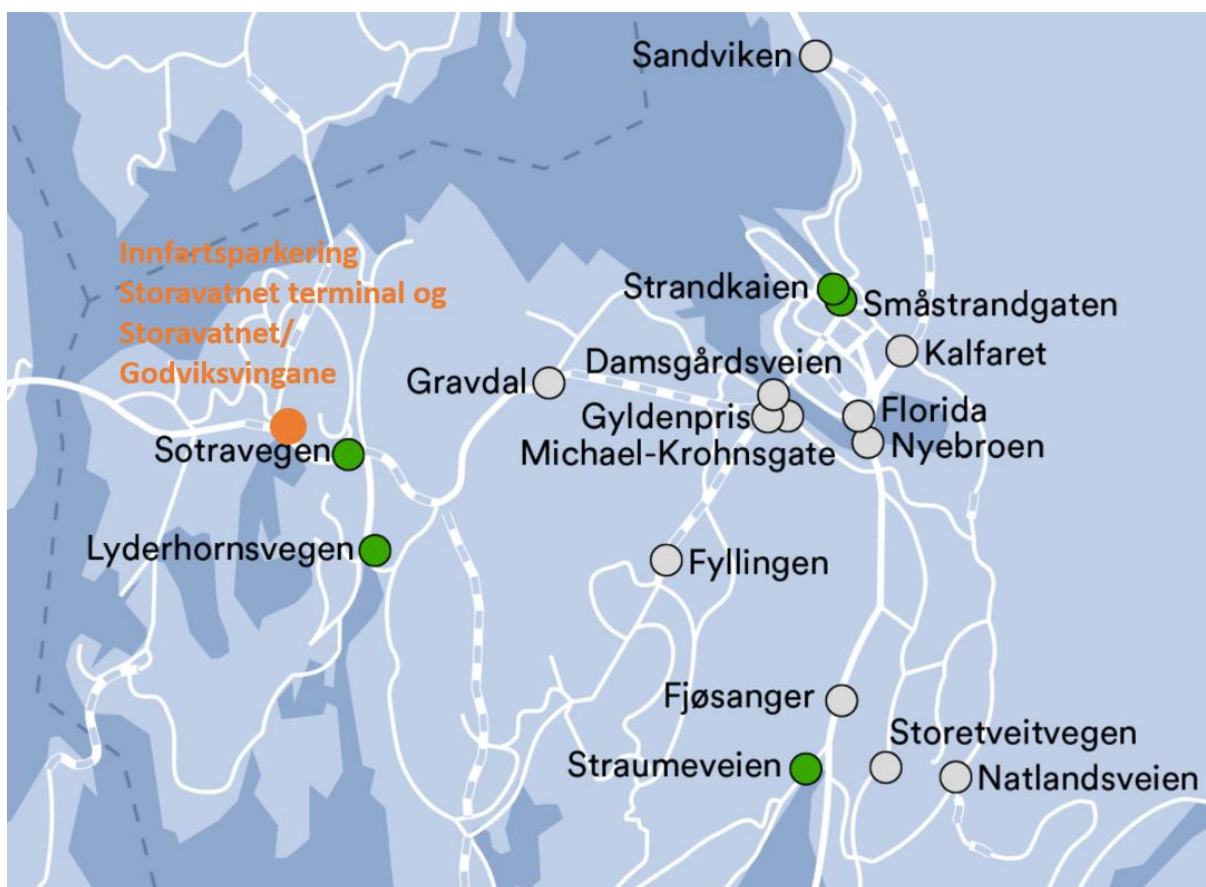 Sandviken
Innfartsparkering
Storavatnet terminal og
Storavatnet/
Godviksvingane
Strandkaien
Småstrandgaten
Kalfaret
Damsgårdsveien
Gravdal
Gyldenpris
Florida
Michael-Krohnsgate
Nyebroen
Sotravegen
Lyderhornsvegen
Fyllingen
Fjøsanger
Storetveitvegen
Straumeveien
Natlandsveien